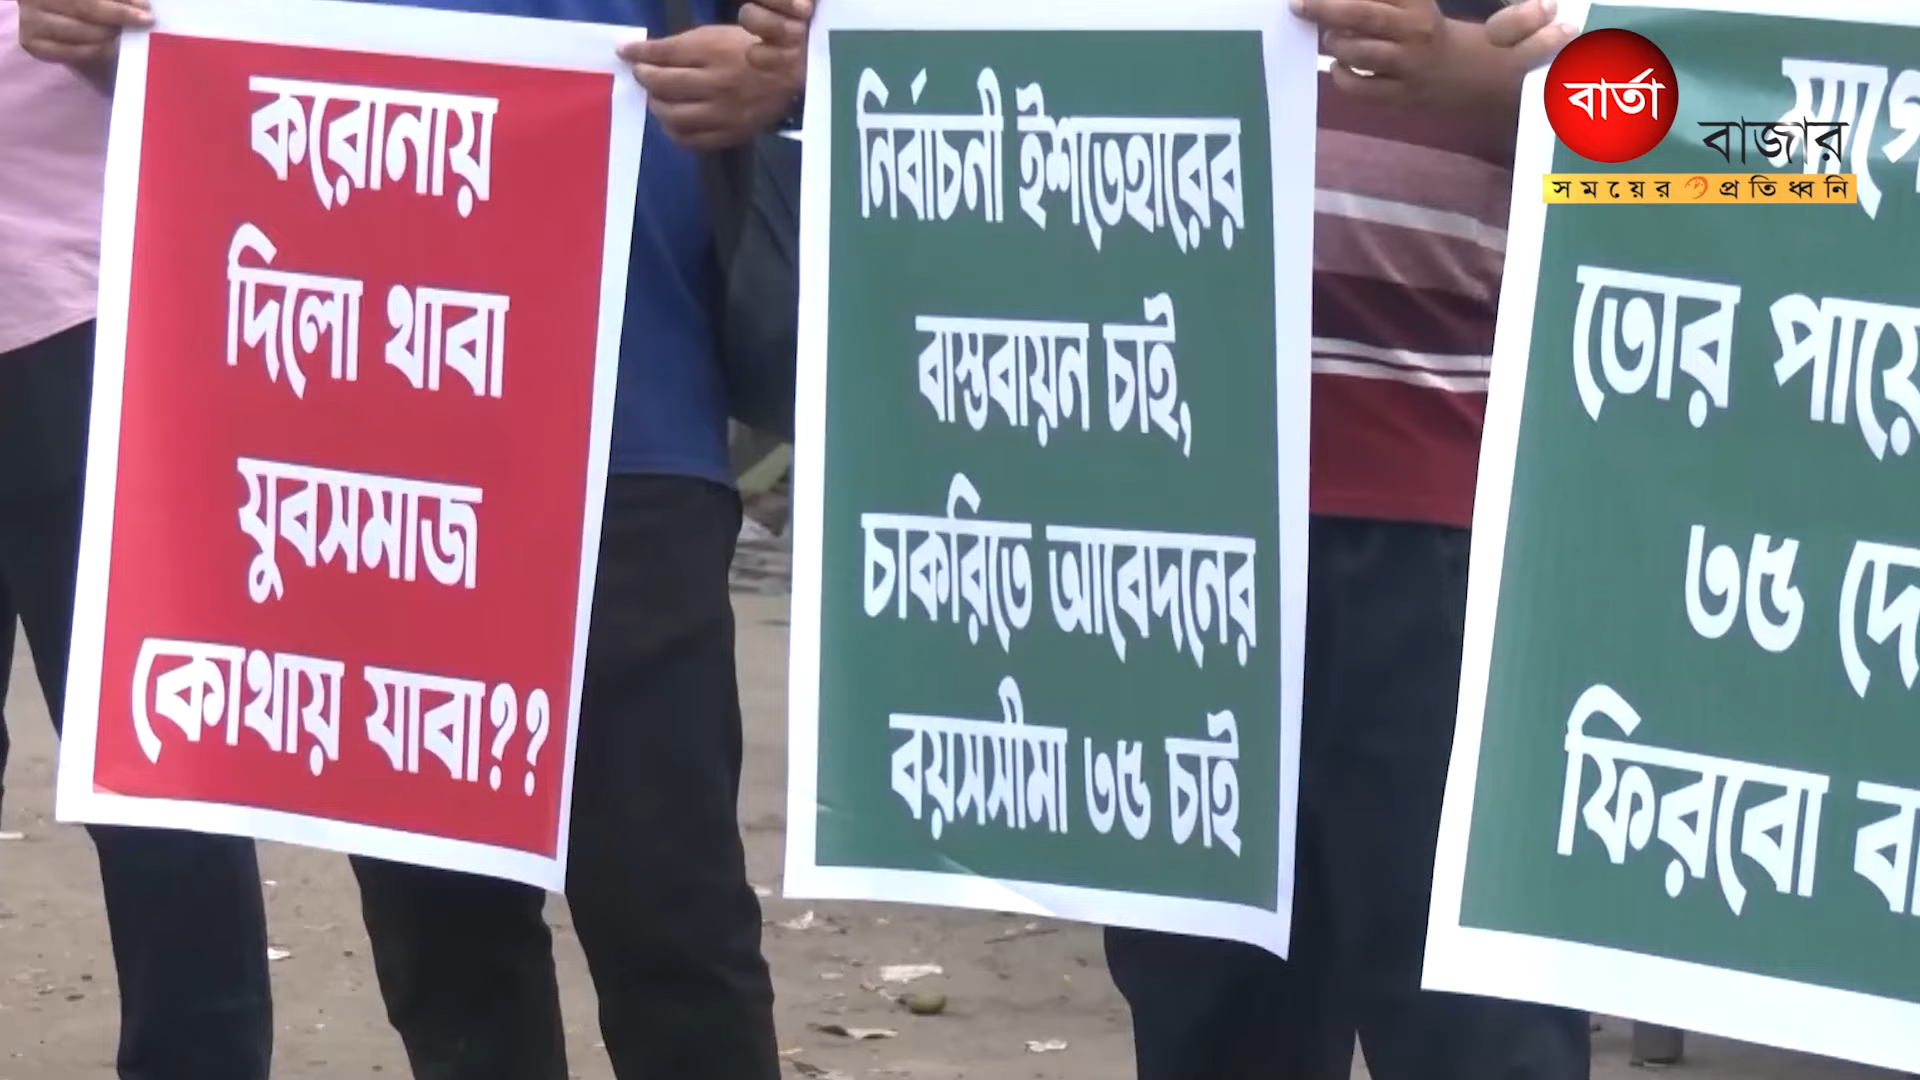 করোনায়
দিলো থাবা
যুবসমাজ
কোথায় যাবা??
নির্বাচনী ইশতেহারের
বাস্তবায়ন চাই,
চাকরিতে আবেদনের
বয়সসীমা ৩৫ চাই
তোর
৩৫
ফিরবো
বার্তা
বাজার
সময়ের প্রতিধ্বনি